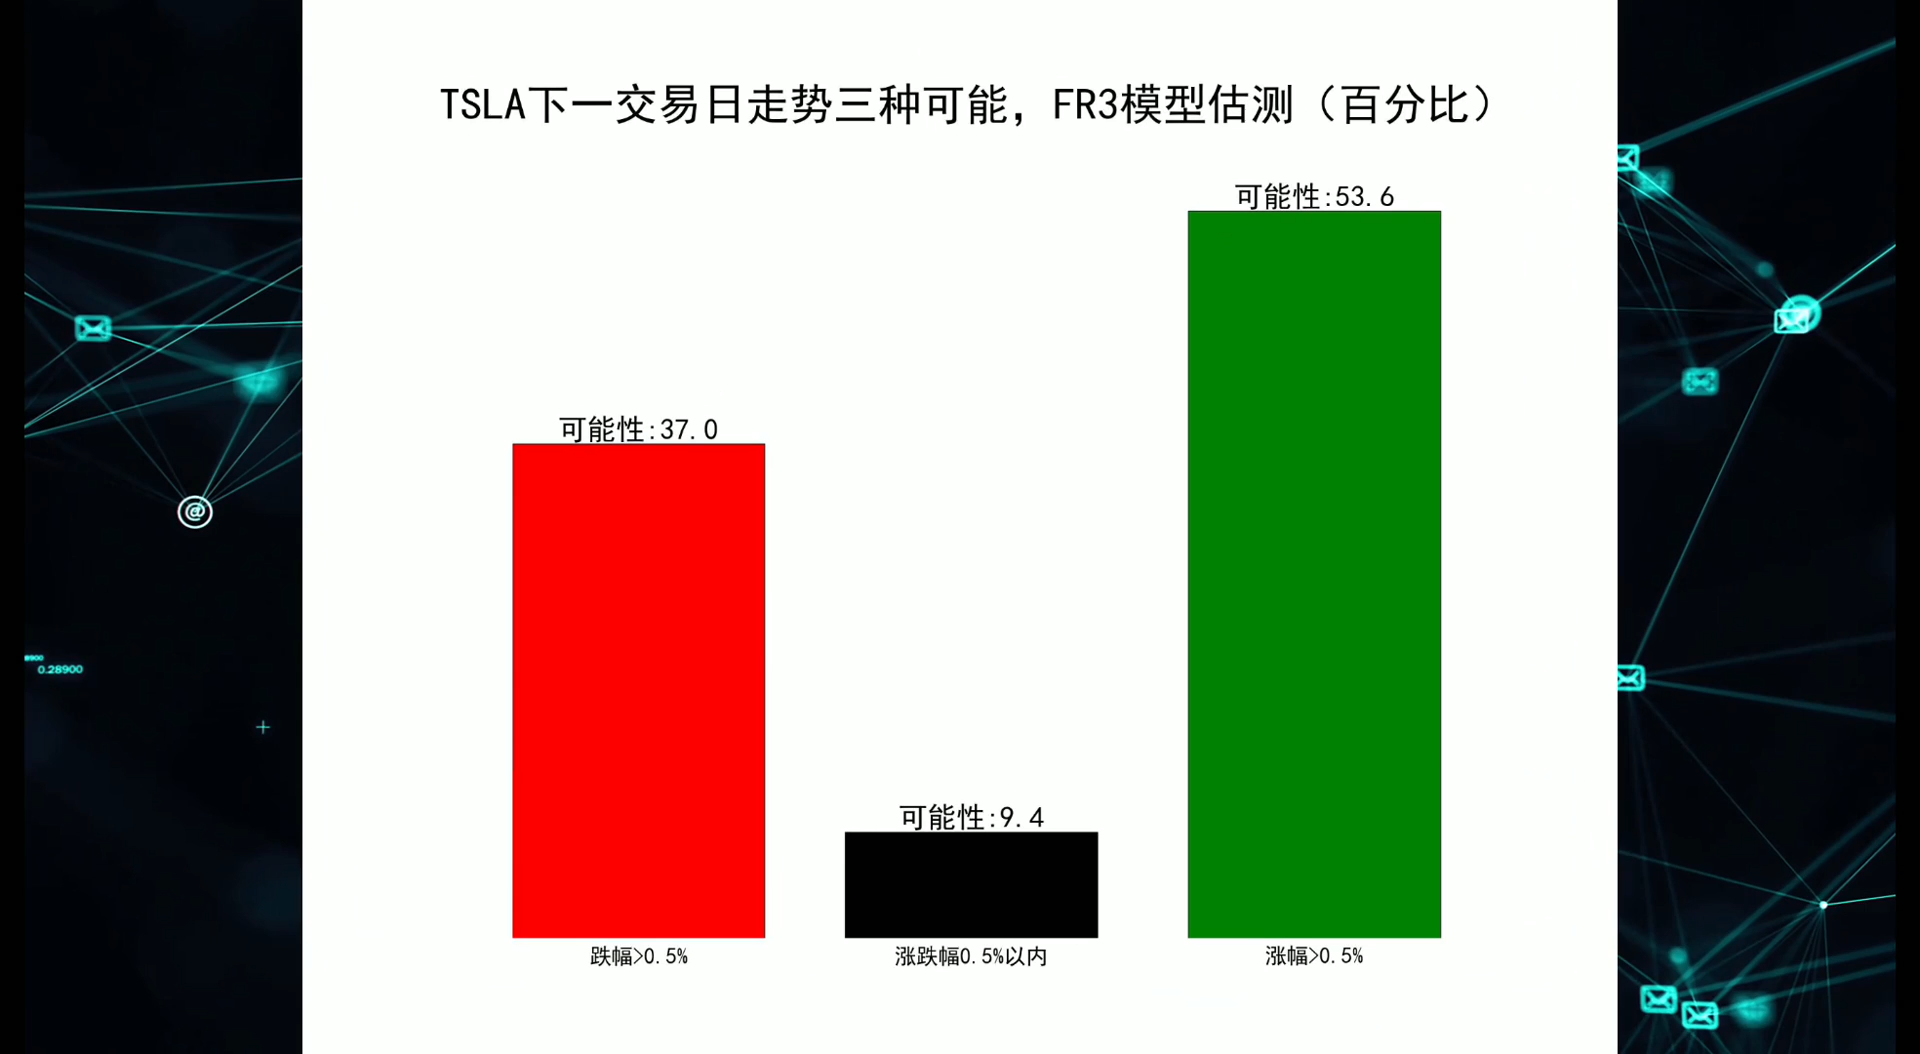 TSLA下一交易日走势三种可能，FR3模型估测（百分比）
可能性:53.6
可能性:37.0
可能性:9.4
跌幅>0.5%
涨跌幅0.5%以内
涨幅>0.5%
@
0.28900